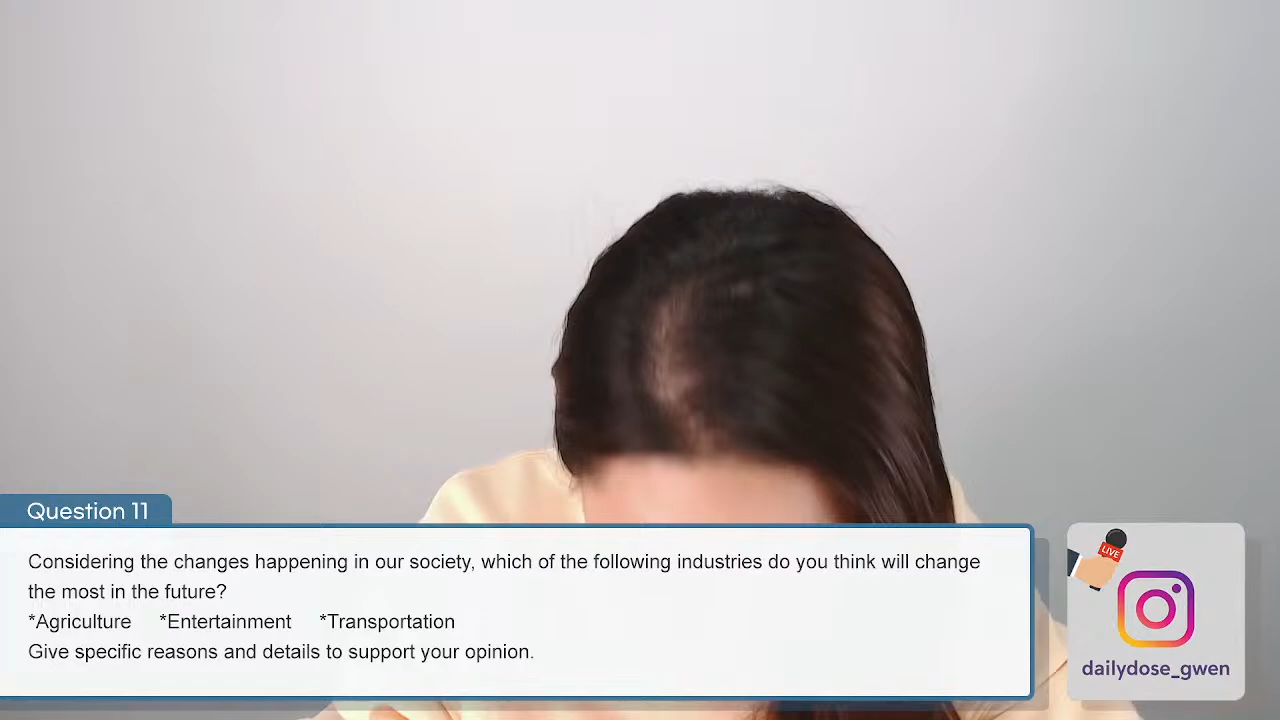 Question 11
Considering the changes happening in our society, which of the following industries do you think will change
the most in the future?
*Agriculture *Entertainment *Transportation
Give specific reasons and details to support your opinion.
LIVE
dailydose_gwen